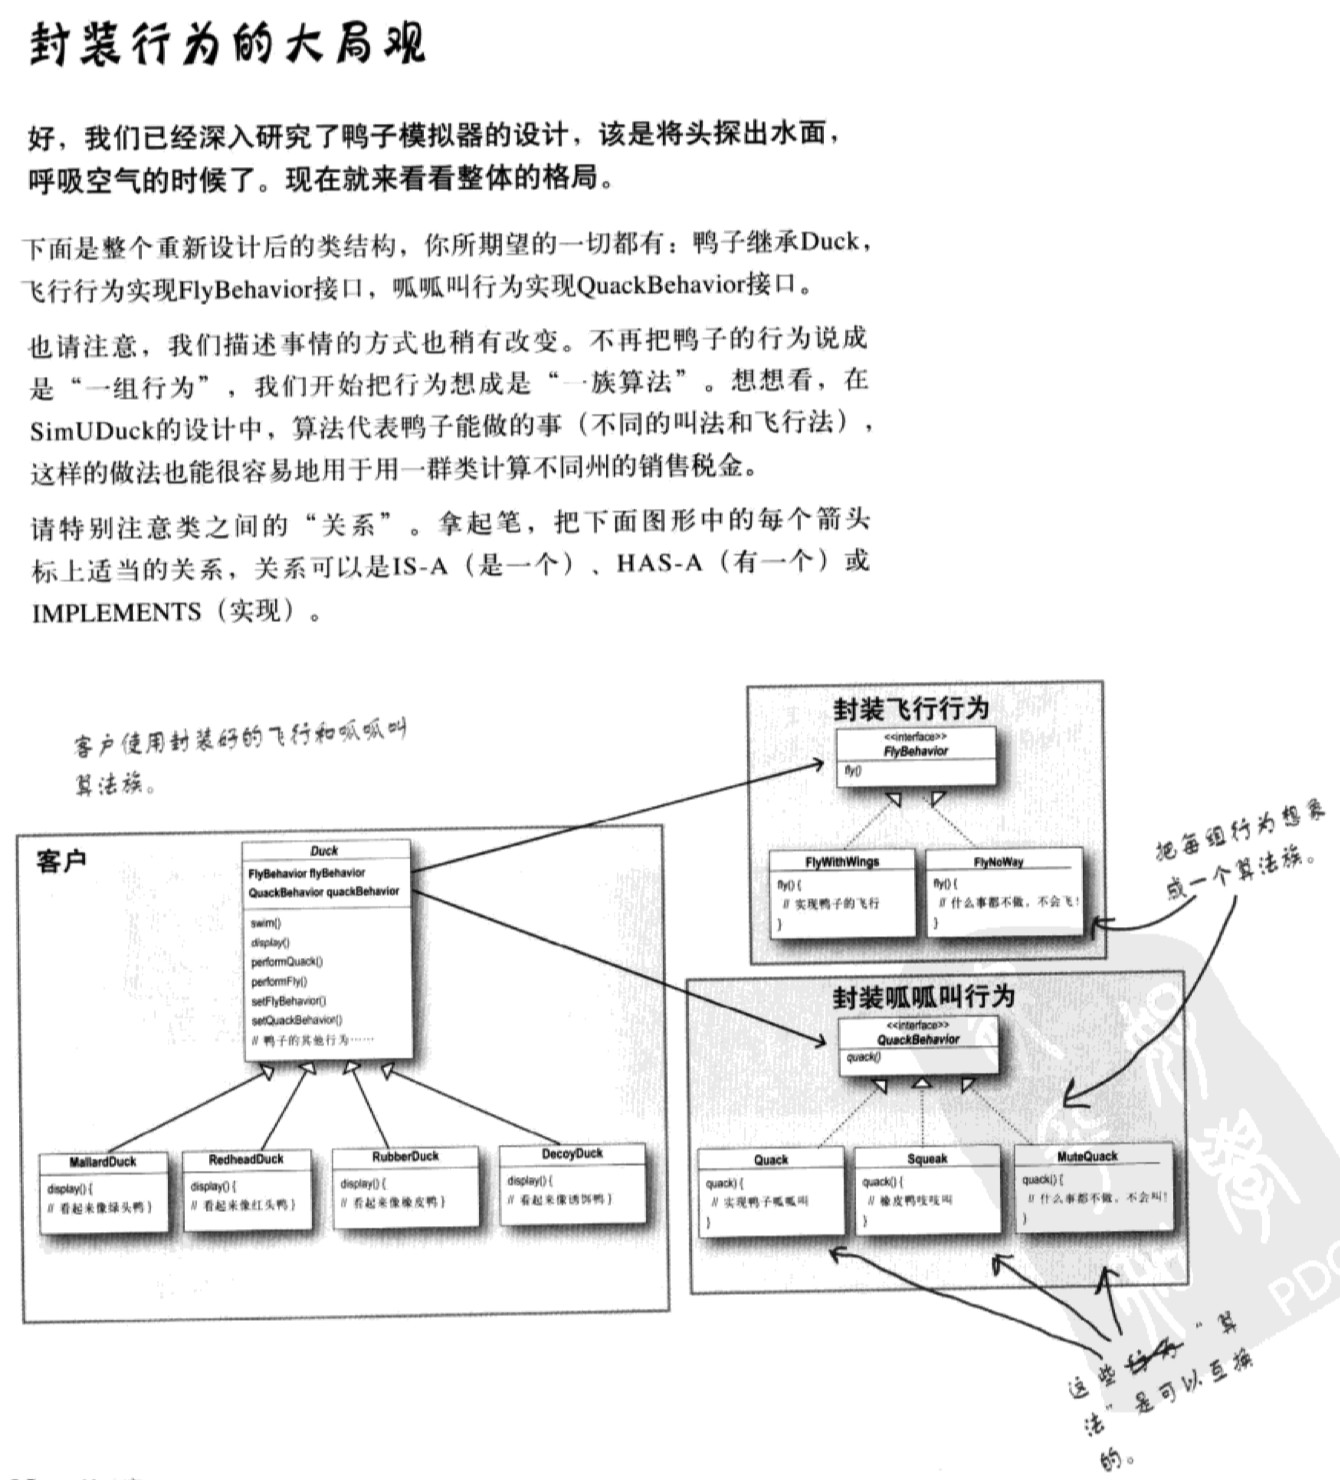 封装行为的大局观
好，我们已经深入研究了鸭子模拟器的设计，该是将头探出水面，
呼吸空气的时候了。现在就来看看整体的格局。
下面是整个重新设计后的类结构，你所期望的一切都有：鸭子继承Duck，
飞行行为实现FlyBehavior接口，呱呱叫行为实现QuackBehavior接口。
也请注意，我们描述事情的方式也稍有改变。不再把鸭子的行为说成
是“一组行为”，我们开始把行为想成是“一族算法”。想想看，在
SimUDuck的设计中，算法代表鸭子能做的事（不同的叫法和飞行法），
这样的做法也能很容易地用于用一群类计算不同州的销售税金。
请特别注意类之间的“关系”。拿起笔，把下面图形中的每个箭头
标上适当的关系，关系可以是IS-A（是一个）、HAS-A（有一个）或
IMPLEMENTS（实现）。
客户使用封装好的飞行和呱呱叫
算法族。
客户
Duck
FlyBehavior flyBehavior
QuackBehavior quackBehavior
swim()
display()
performQuack()
performFly()
setFlyBehavior()
setQuackBehavior()
// 鸭子的其他行为……
MallardDuck
display() {
// 看起来像绿头鸭 }
RedheadDuck
display() {
// 看起来像红头鸭 }
RubberDuck
display() {
// 看起来像橡皮鸭 }
DecoyDuck
display() {
// 看起来像诱饵鸭 }
封装飞行行为
<<interface>>
FlyBehavior
fly()
FlyWithWings
fly() {
// 实现鸭子的飞行
}
FlyNoWay
fly() {
// 什么事都不做，不会飞！
}
把每组行为想象
成一个算法族。
封装呱呱叫行为
<<interface>>
QuackBehavior
quack()
Quack
quack) {
// 实现鸭子呱呱叫
}
Squeak
quack() {
// 橡皮鸭吱吱叫
}
MuteQuack
quack() {
// 什么事都不做，不会叫！
}
这些行为“算
法”是可以互换
的。
PDG